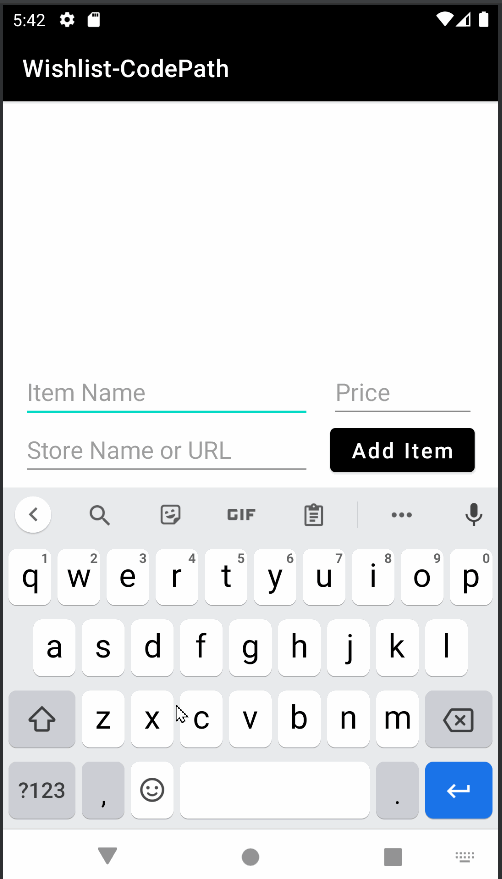 5:42
Wishlist-CodePath
Item Name Price
Store Name or URL Add Item
GIF
1 2 3 4 5 6 7 8 9 0
q w e r t y u i o p
a s d f g h j k l
z x c v b n m
?123 , .